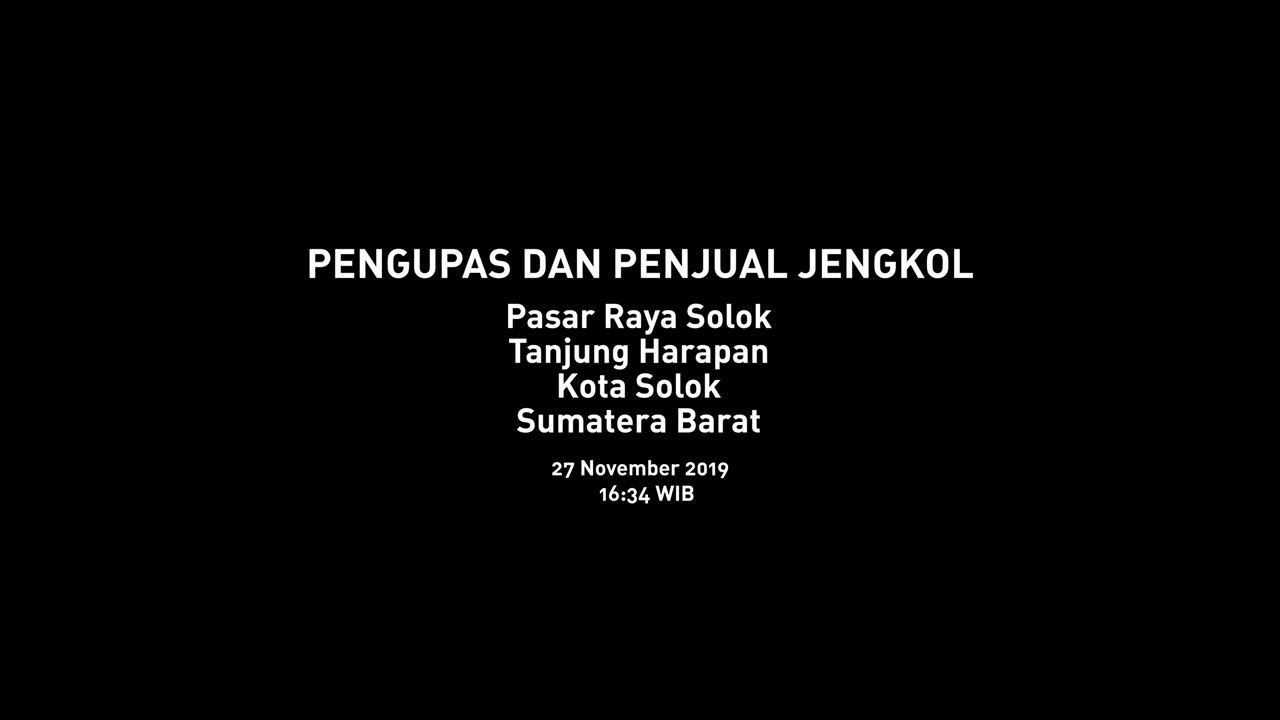 PENGUPAS DAN PENJUAL JENGKOL
Pasar Raya Solok
Tanjung Harapan
Kota Solok
Sumatera Barat
27 November 2019
16:34 WIB